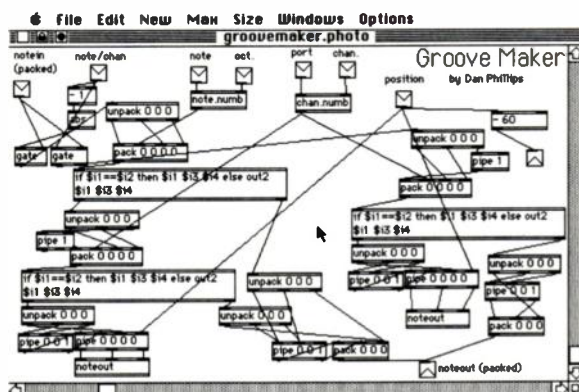 File Edit New Max Size Windows Options
groovemaker.photo
notein (packed)
note/chan
note
oct.
port
chan.
Groove Maker
by Dan Phillips
position
- 1
abs
unpack 0 0 0
note.numb
chan.numb
- 60
gate
gate
pack 0 0 0 0
unpack 0 0 0
pipe 1
if $i1==$i2 then $i1 $i3 $i4 else out2
$i1 $i3 $i4
pack 0 0 0 0
unpack 0 0 0
pipe 1
pack 0 0 0 0
if $i1==$i2 then $i1 $i3 $i4 else out2
$i1 $i3 $i4
unpack 0 0 0
unpack 0 0 0
pipe 0 0 1
pipe 0 0 0 0
pipe 0 0 1
if $i1==$i2 then $i1 $i3 $i4 else out2
$i1 $i3 $i4
unpack 0 0 0
unpack 0 0 0
unpack 0 0 0
noteout
pack 0 0 0
pipe 0 0 1
pipe 0 0 0 0
pipe 0 0 1
pack 0 0 0
noteout
noteout (packed)